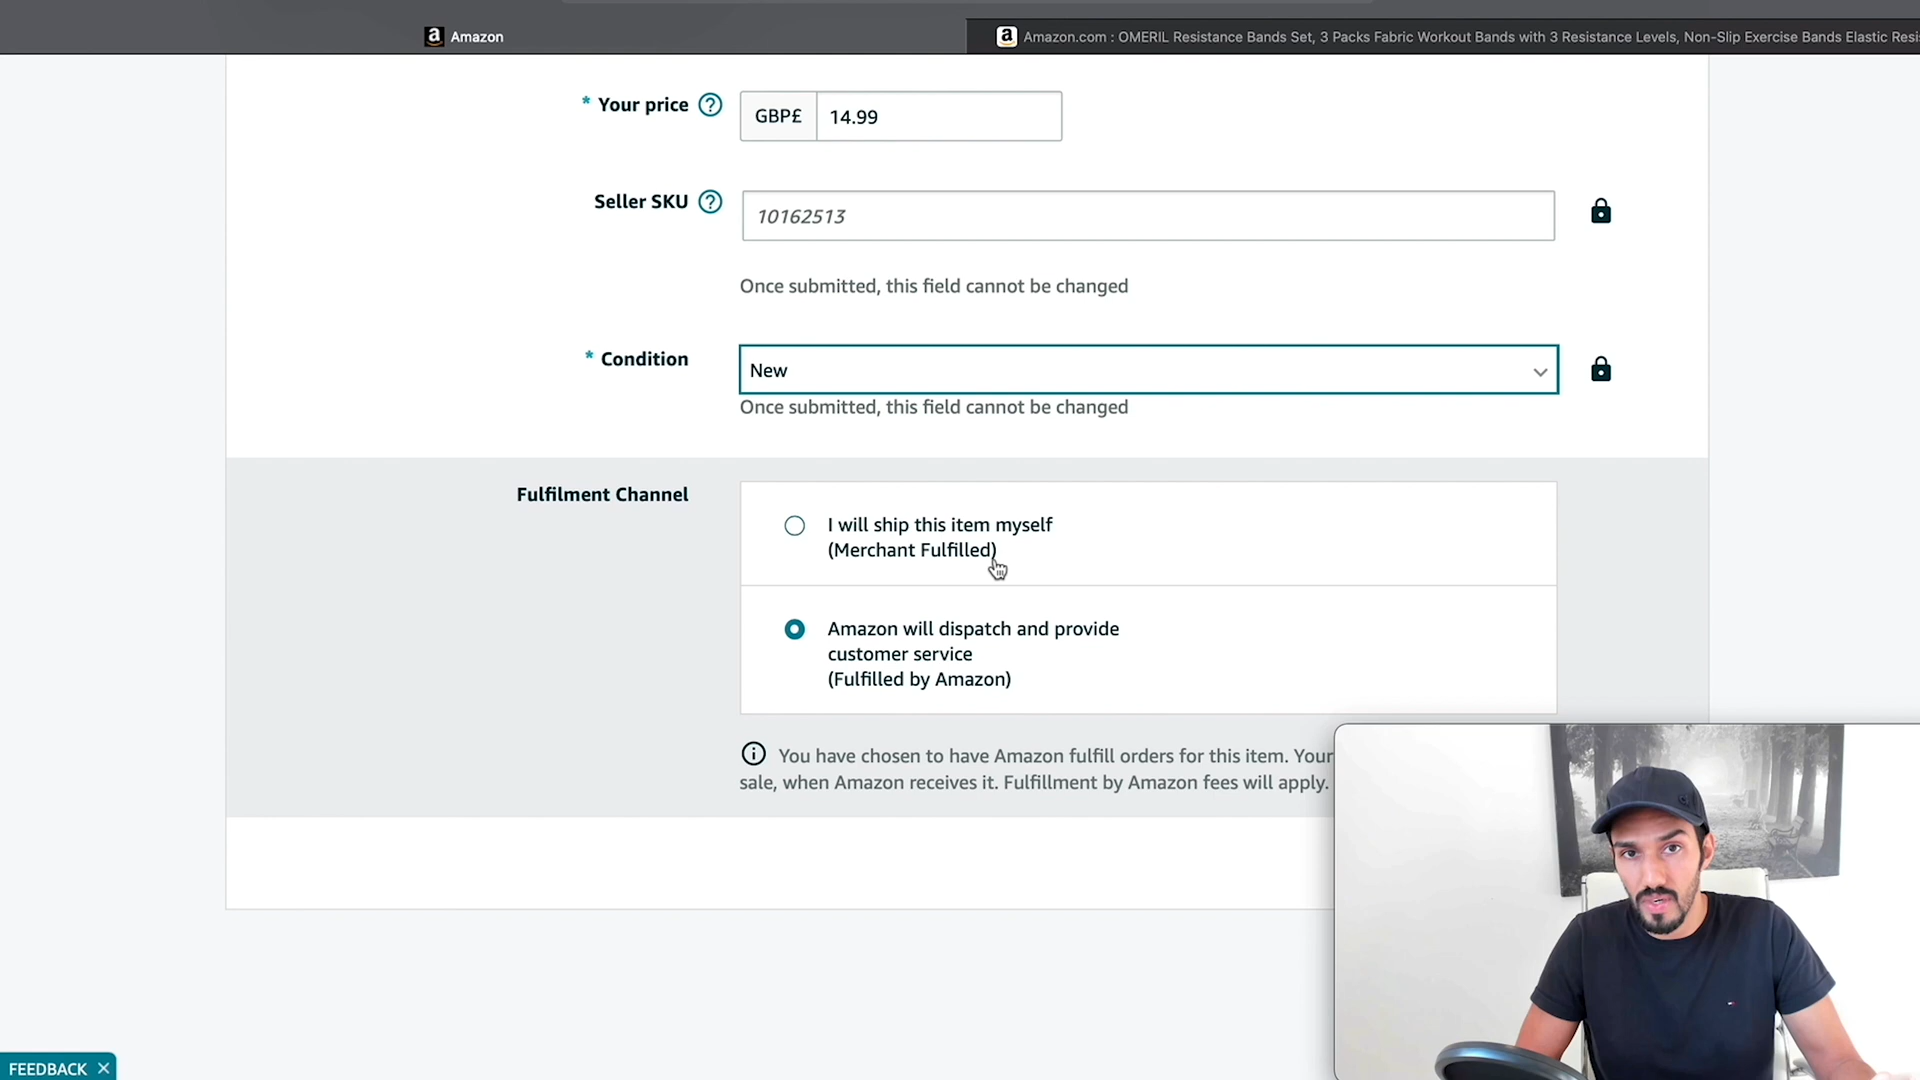 Amazon
Amazon.com : OMERIL Resistance Bands Set, 3 Packs Fabric Workout Bands with 3 Resistance Levels, Non-Slip Exercise Bands Elastic Resi
* Your price
GBP£ 14.99
Seller SKU
10162513
Once submitted, this field cannot be changed
* Condition
New
Once submitted, this field cannot be changed
Fulfilment Channel
I will ship this item myself
(Merchant Fulfilled)
Amazon will dispatch and provide
customer service
(Fulfilled by Amazon)
You have chosen to have Amazon fulfill orders for this item. Your
sale, when Amazon receives it. Fulfillment by Amazon fees will apply.
FEEDBACK